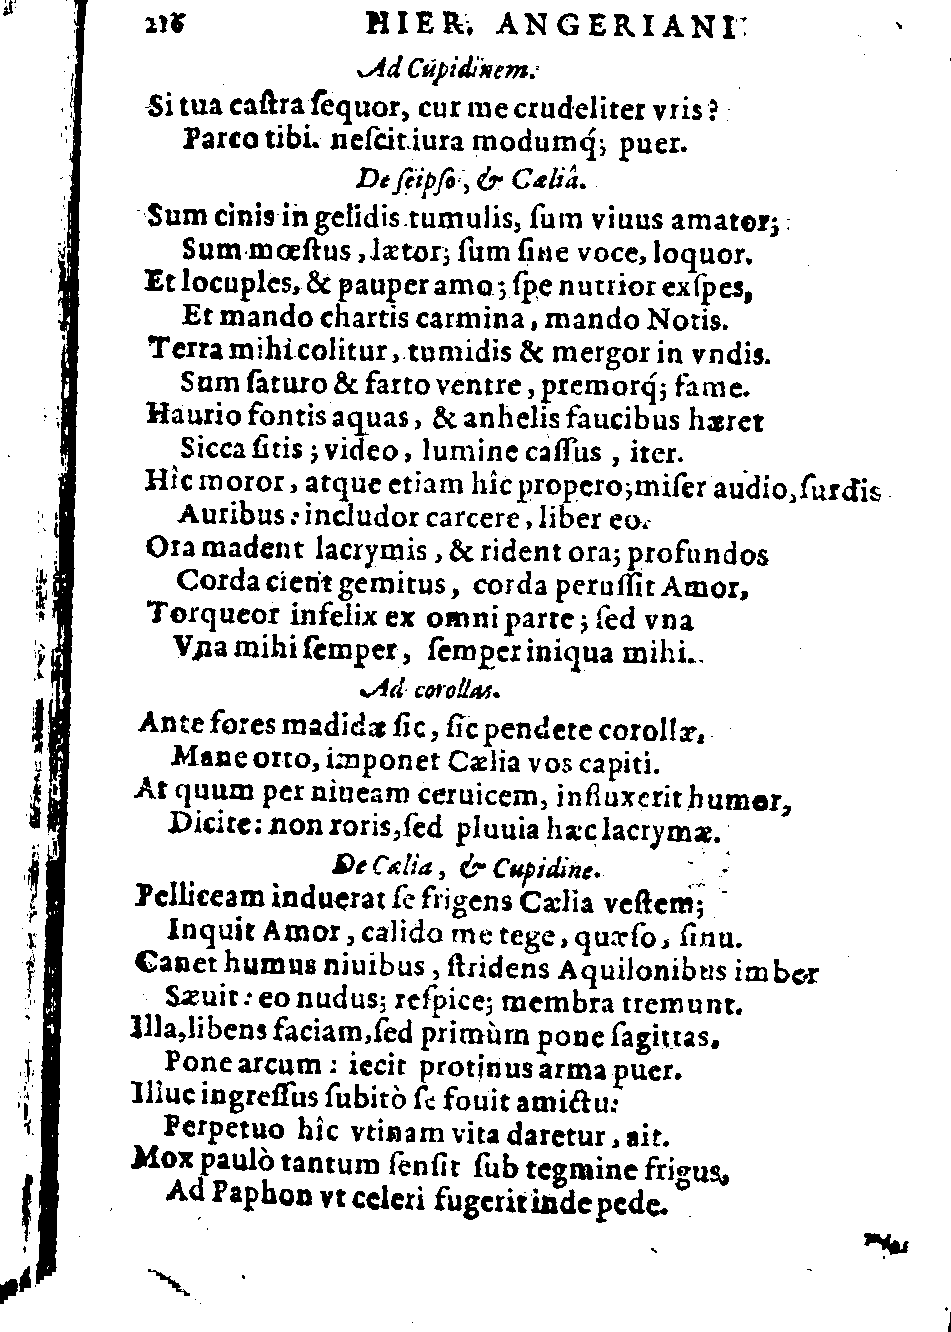 216 HIER. ANGERIANI
Ad Cupidinem.
Si tua caſtra ſequor, cur me crudeliter vris?
Parco tibi. neſcit iura modumq́; puer.
De ſeipſo, & Cæliâ.
Sum cinis in gelidis tumulis, ſum viuus amator;
Sum mœſtus, lætor; ſum ſine voce, loquor.
Et locuples, & pauper amo; ſpe nutrior exſpes,
Et mando chartis carmina, mando Notis.
Terra mihi colitur, tumidis & mergor in vndis.
Sum ſaturo & farto ventre, premorq́; fame.
Haurio fontis aquas, & anhelis faucibus hæret
Sicca ſitis; video, lumine caſſus, iter.
Hîc moror, atque etiam hîc propero; miſer audio, ſurdis
Auribus: includor carcere, liber eo.
Ora madent lacrymis, & rident ora; profundos
Corda cient gemitus, corda peruſſit Amor,
Torqueor infelix ex omni parte; ſed vna
Vna mihi ſemper, ſemper iniqua mihi.
Ad corollas.
Ante fores madidæ ſic, ſic pendete corollæ,
Mane orto, imponet Cælia vos capiti.
At quum per niueam ceruicem, influxerit humor,
Dicite: non roris, ſed pluuia hæc lacrymæ.
De Cælia, & Cupidine.
Pelliceam induerat ſe frigens Cælia veſtem;
Inquit Amor, calido me tege, quæſo, ſinu.
Canet humus niuibus, ſtridens Aquilonibus imber
Sæuit: eo nudus; reſpice; membra tremunt.
Illa, libens faciam, ſed primùm pone ſagittas,
Pone arcum: iecit protinus arma puer.
Illuc ingreſſus ſubitò ſe fouit amictu:
Perpetuo hîc vtinam vita daretur, ait.
Mox paulò tantum ſenſit ſub tegmine frigus,
Ad Paphon vt celeri fugerit inde pede.